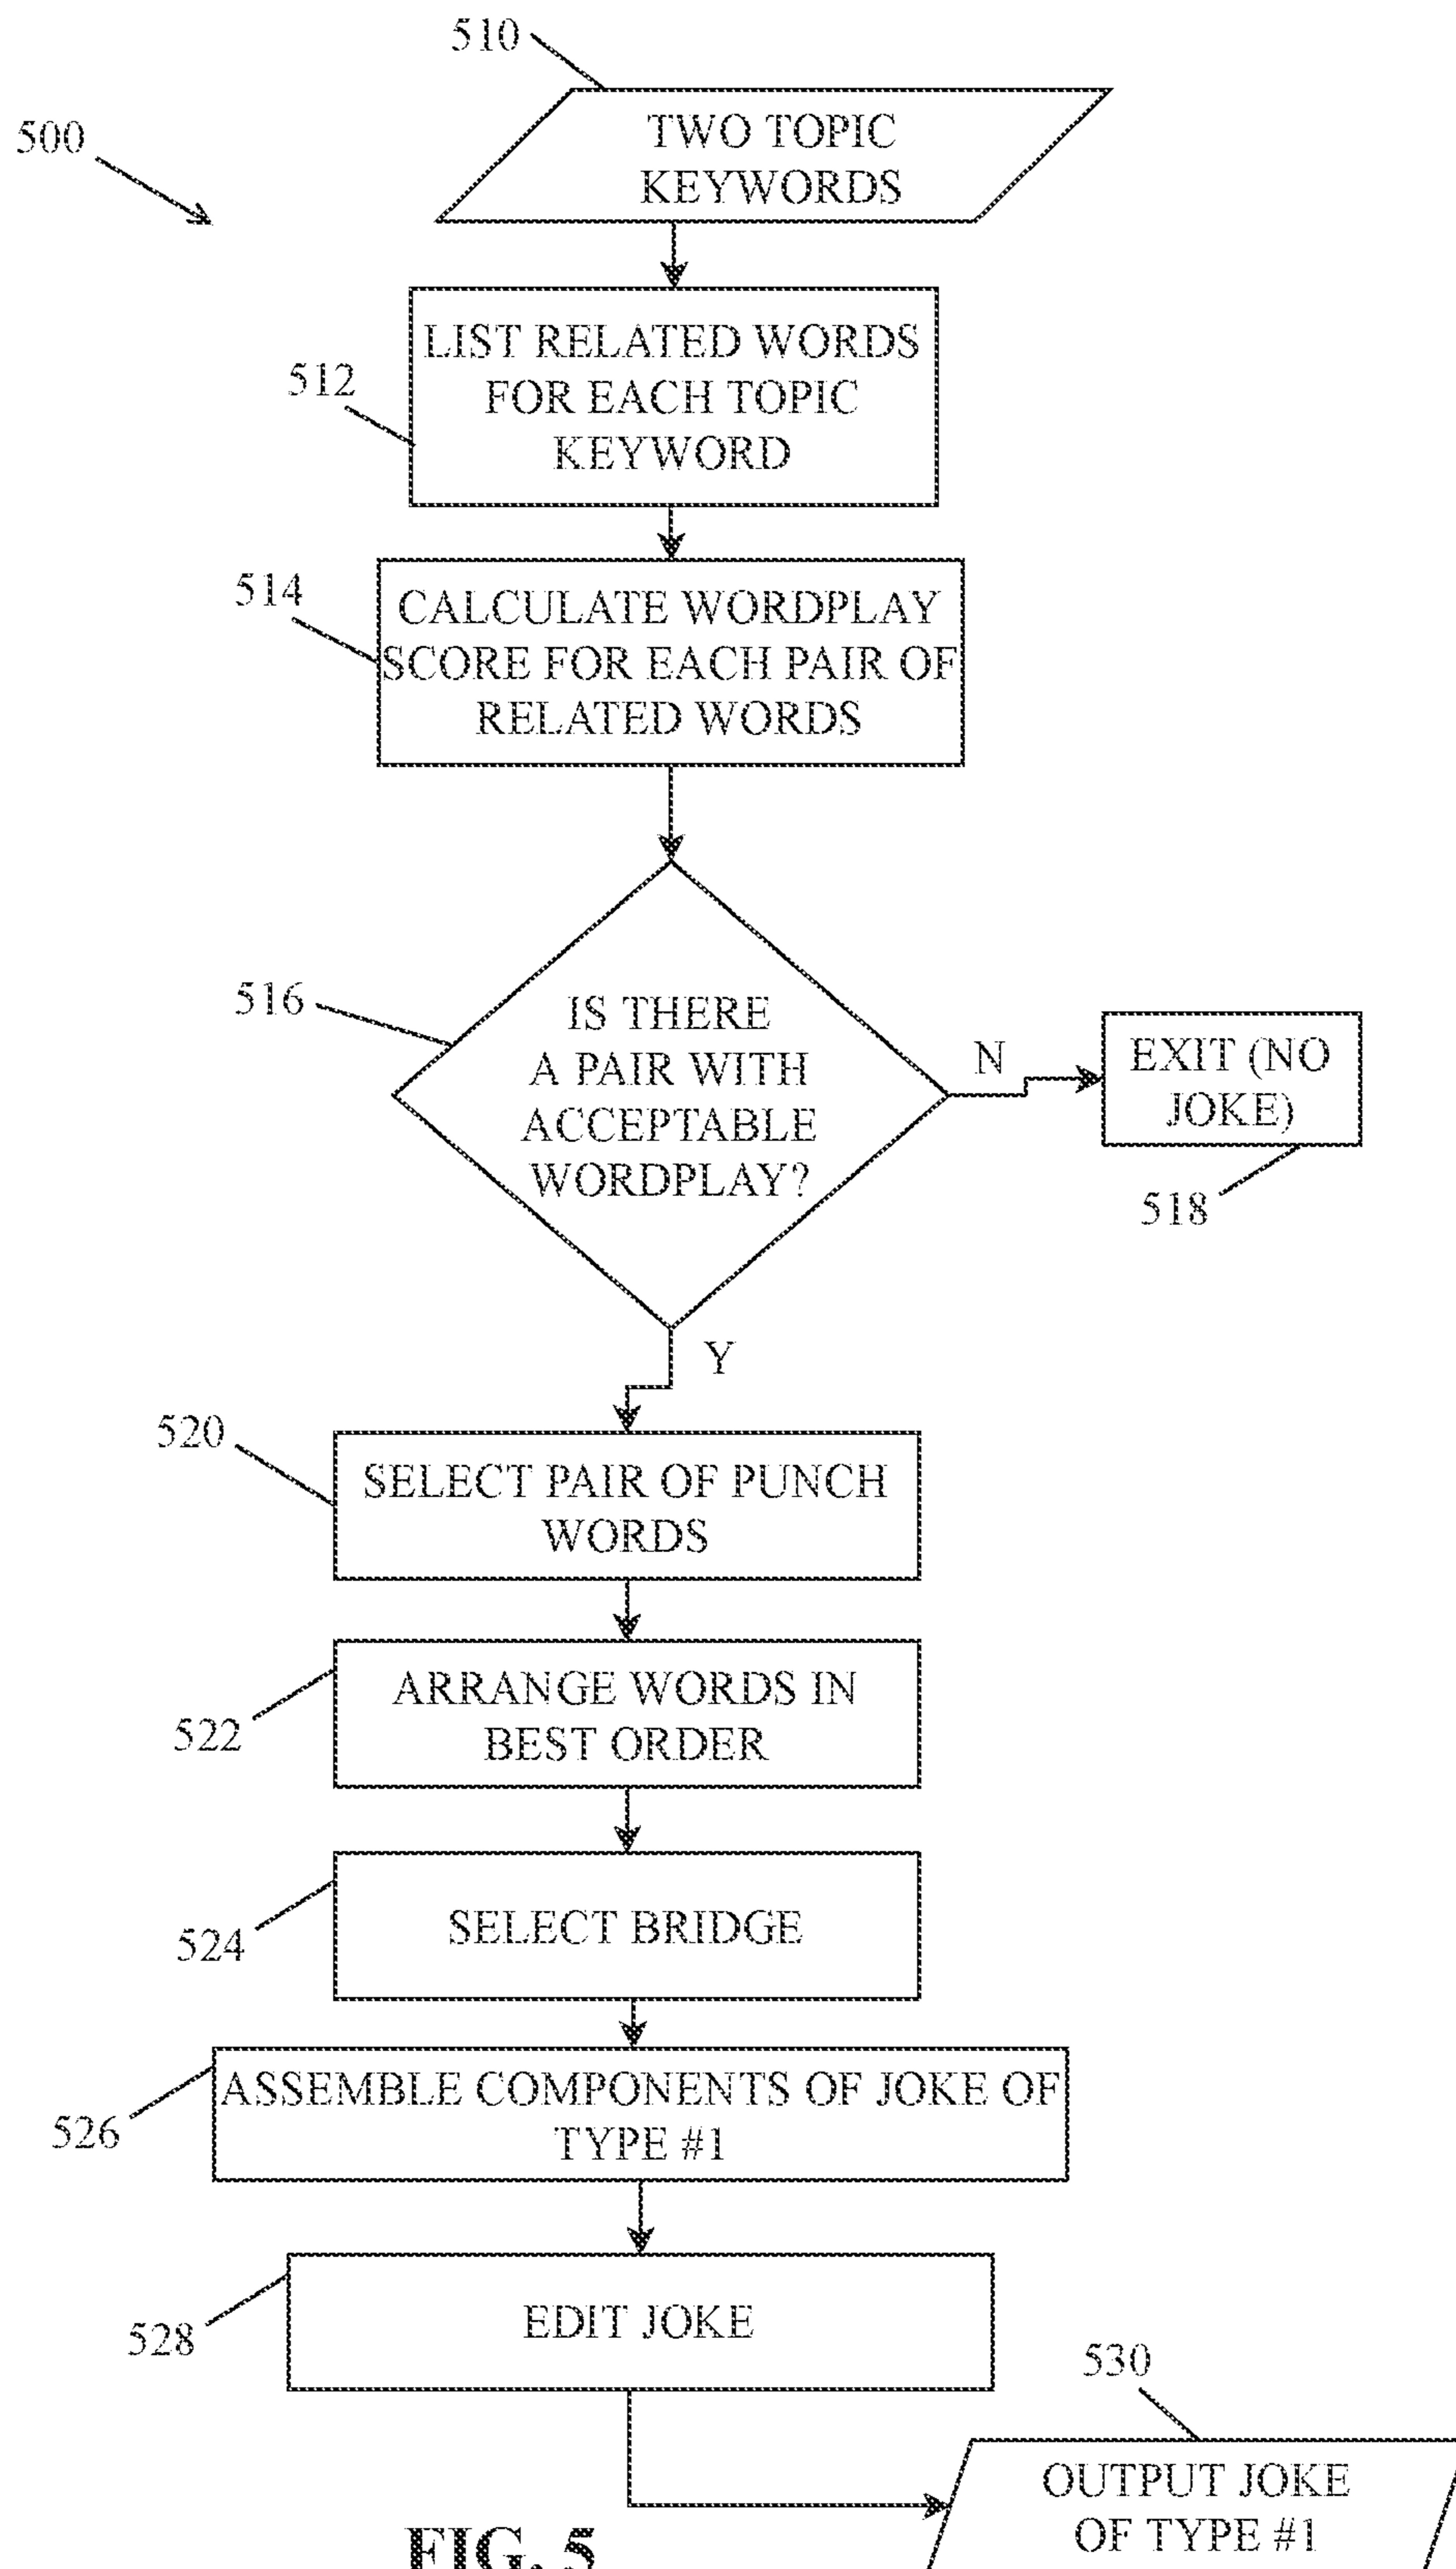 510
500
TWO TOPIC
KEYWORDS
512
LIST RELATED WORDS
FOR EACH TOPIC
KEYWORD
514
CALCULATE WORDPLAY
SCORE FOR EACH PAIR OF
RELATED WORDS
516
IS THERE
A PAIR WITH
ACCEPTABLE
WORDPLAY?
N
EXIT (NO
JOKE)
518
Y
520
SELECT PAIR OF PUNCH
WORDS
522
ARRANGE WORDS IN
BEST ORDER
524
SELECT BRIDGE
526
ASSEMBLE COMPONENTS OF JOKE OF
TYPE #1
528
EDIT JOKE
530
OUTPUT JOKE
OF TYPE #1
FIG. 5